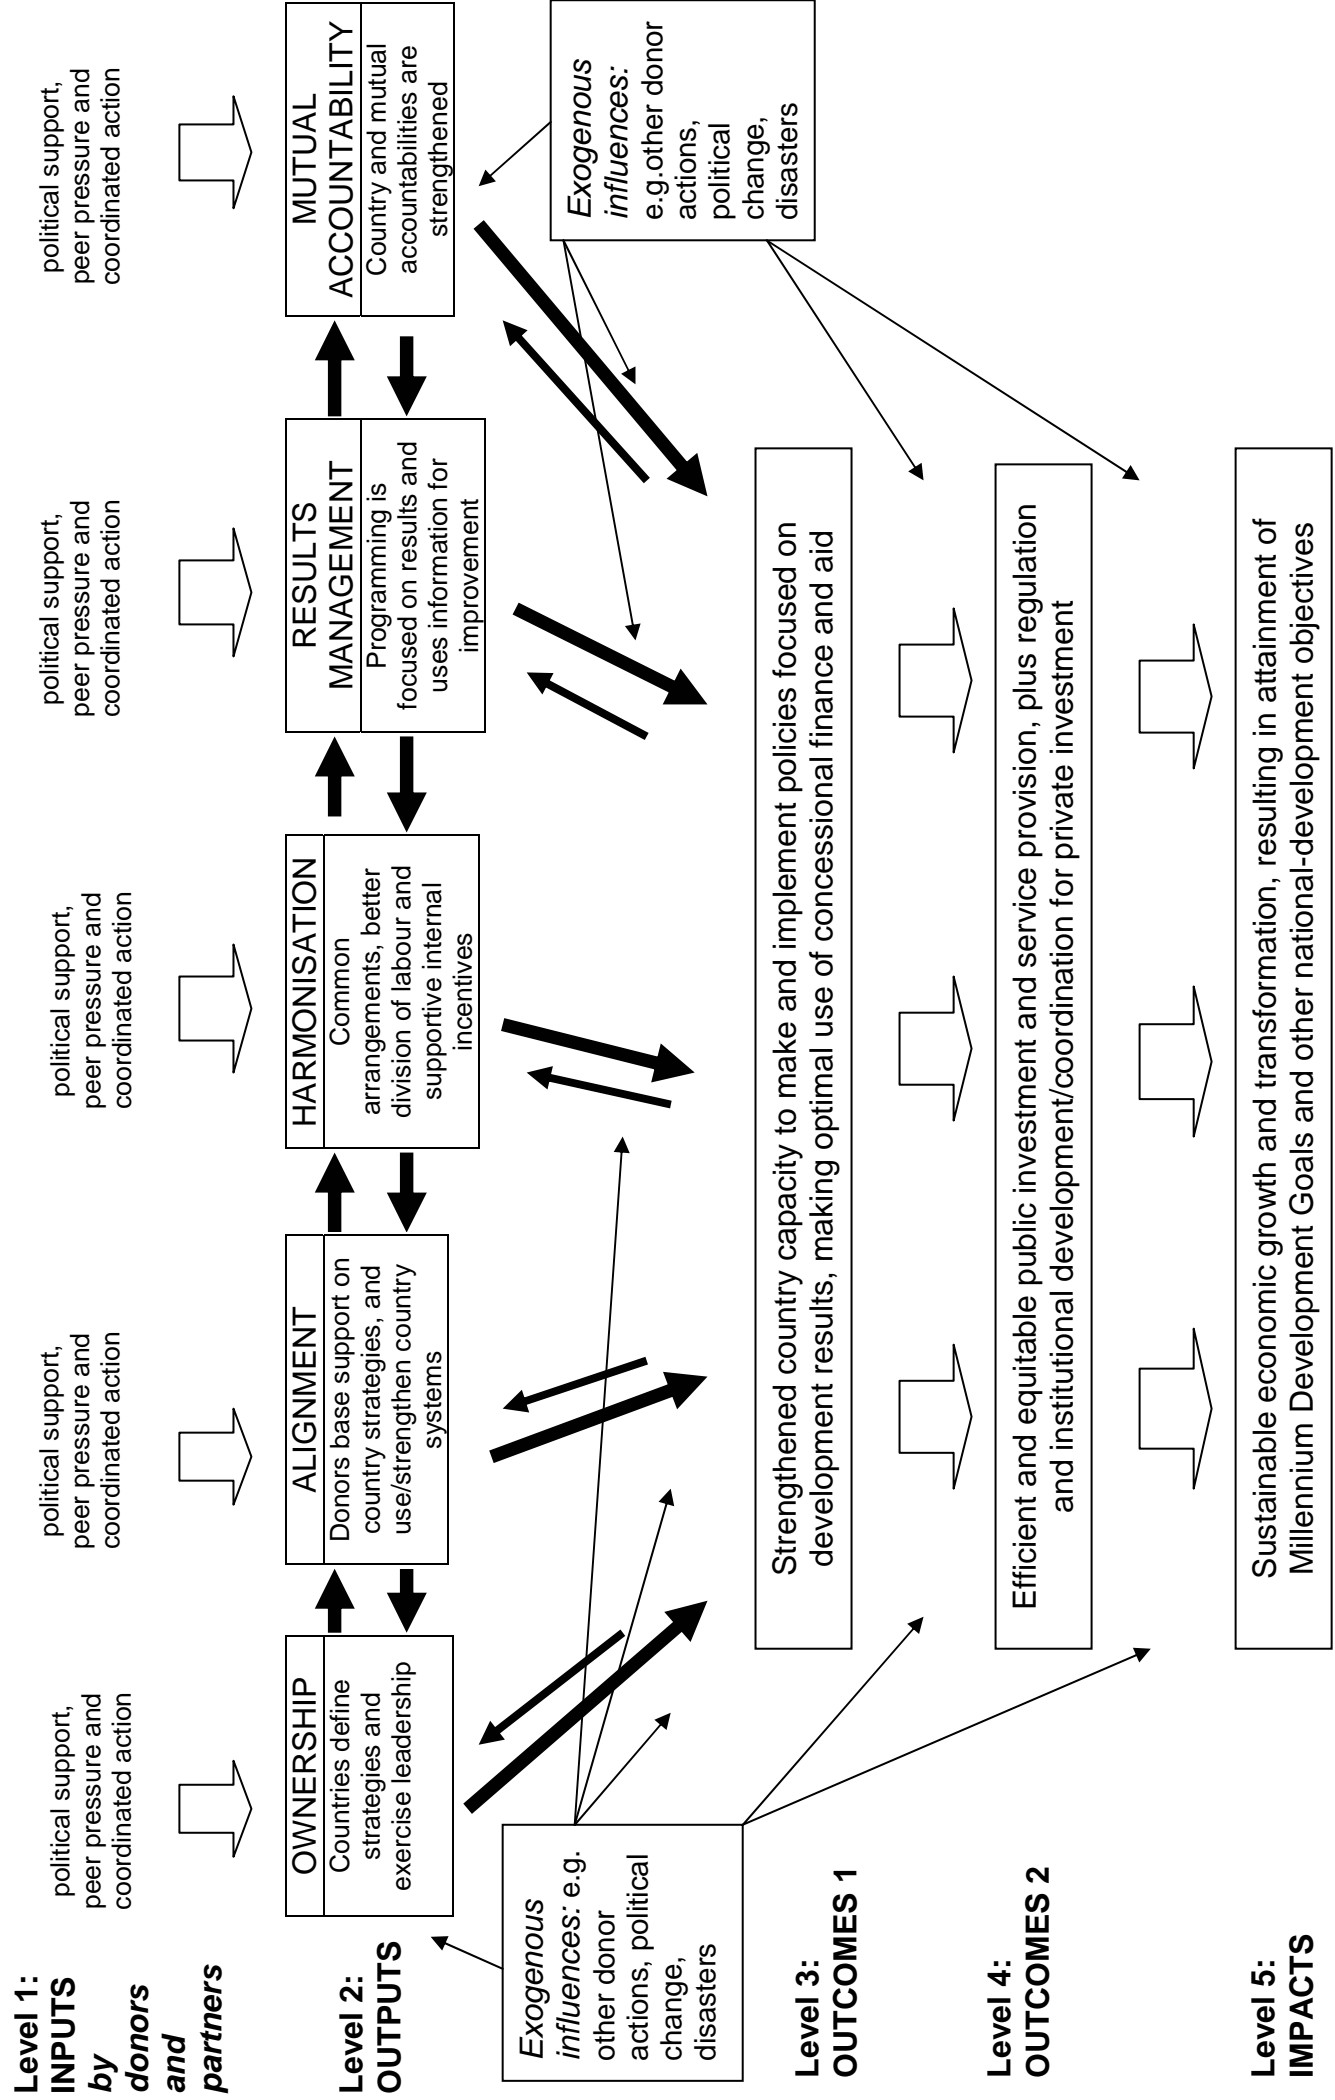 Level 1:
INPUTS
by
donors
and
partners
political support,
peer pressure and
coordinated action
political support,
peer pressure and
coordinated action
political support,
peer pressure and
coordinated action
political support,
peer pressure and
coordinated action
political support,
peer pressure and
coordinated action
Level 2:
OUTPUTS
OWNERSHIP
Countries define
strategies and
exercise leadership
ALIGNMENT
Donors base support on
country strategies, and
use/strengthen country
systems
HARMONISATION
Common
arrangements, better
division of labour and
supportive internal
incentives
RESULTS
MANAGEMENT
Programming is
focused on results and
uses information for
improvement
MUTUAL
ACCOUNTABILITY
Country and mutual
accountabilities are
strengthened
Exogenous
influences: e.g.
other donor
actions, political
change,
disasters
Exogenous
influences:
e.g.other donor
actions,
political
change,
disasters
Level 3:
OUTCOMES 1
Strengthened country capacity to make and implement policies focused on
development results, making optimal use of concessional finance and aid
Level 4:
OUTCOMES 2
Efficient and equitable public investment and service provision, plus regulation
and institutional development/coordination for private investment
Level 5:
IMPACTS
Sustainable economic growth and transformation, resulting in attainment of
Millennium Development Goals and other national-development objectives